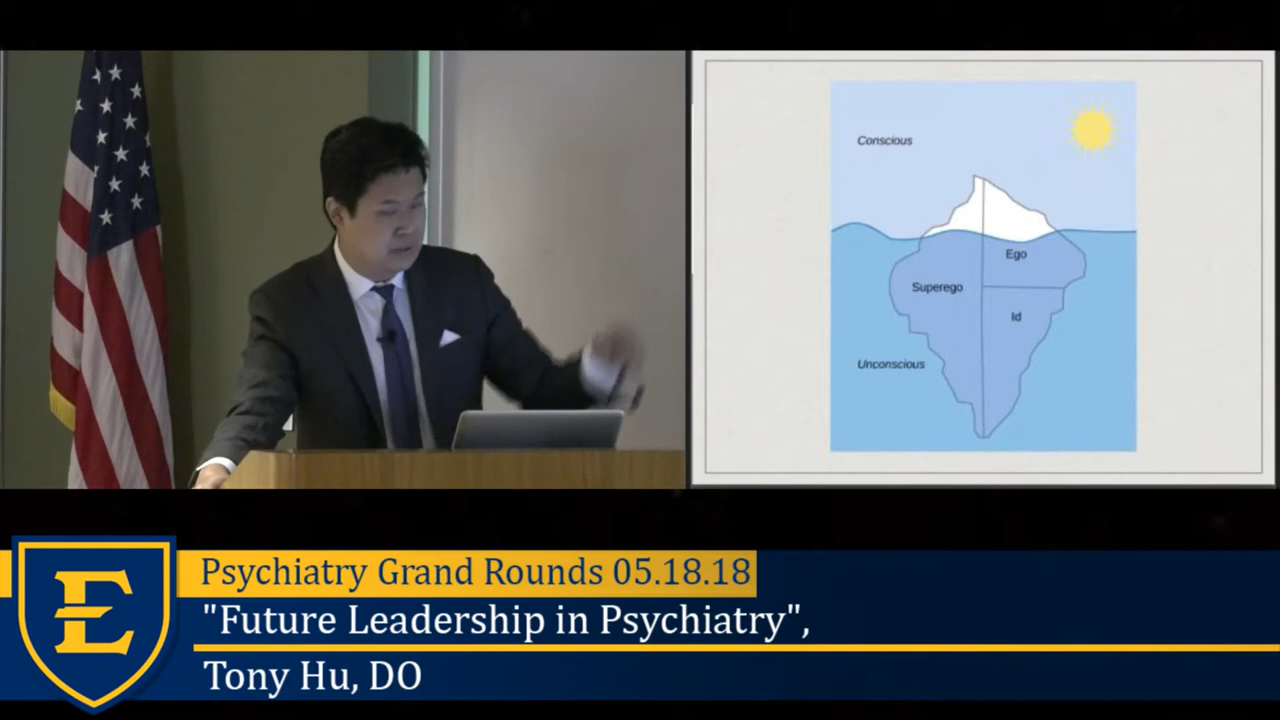 Conscious
Ego
Superego
Id
Unconscious
E
Psychiatry Grand Rounds 05.18.18
"Future Leadership in Psychiatry",
Tony Hu, DO